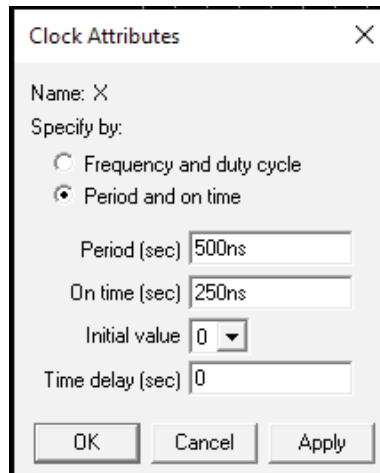 Clock Attributes
Name: X
Specify by:
Frequency and duty cycle
Period and on time
Period (sec) 500ns
On time (sec) 250ns
Initial value 0
Time delay (sec) 0
OK Cancel Apply